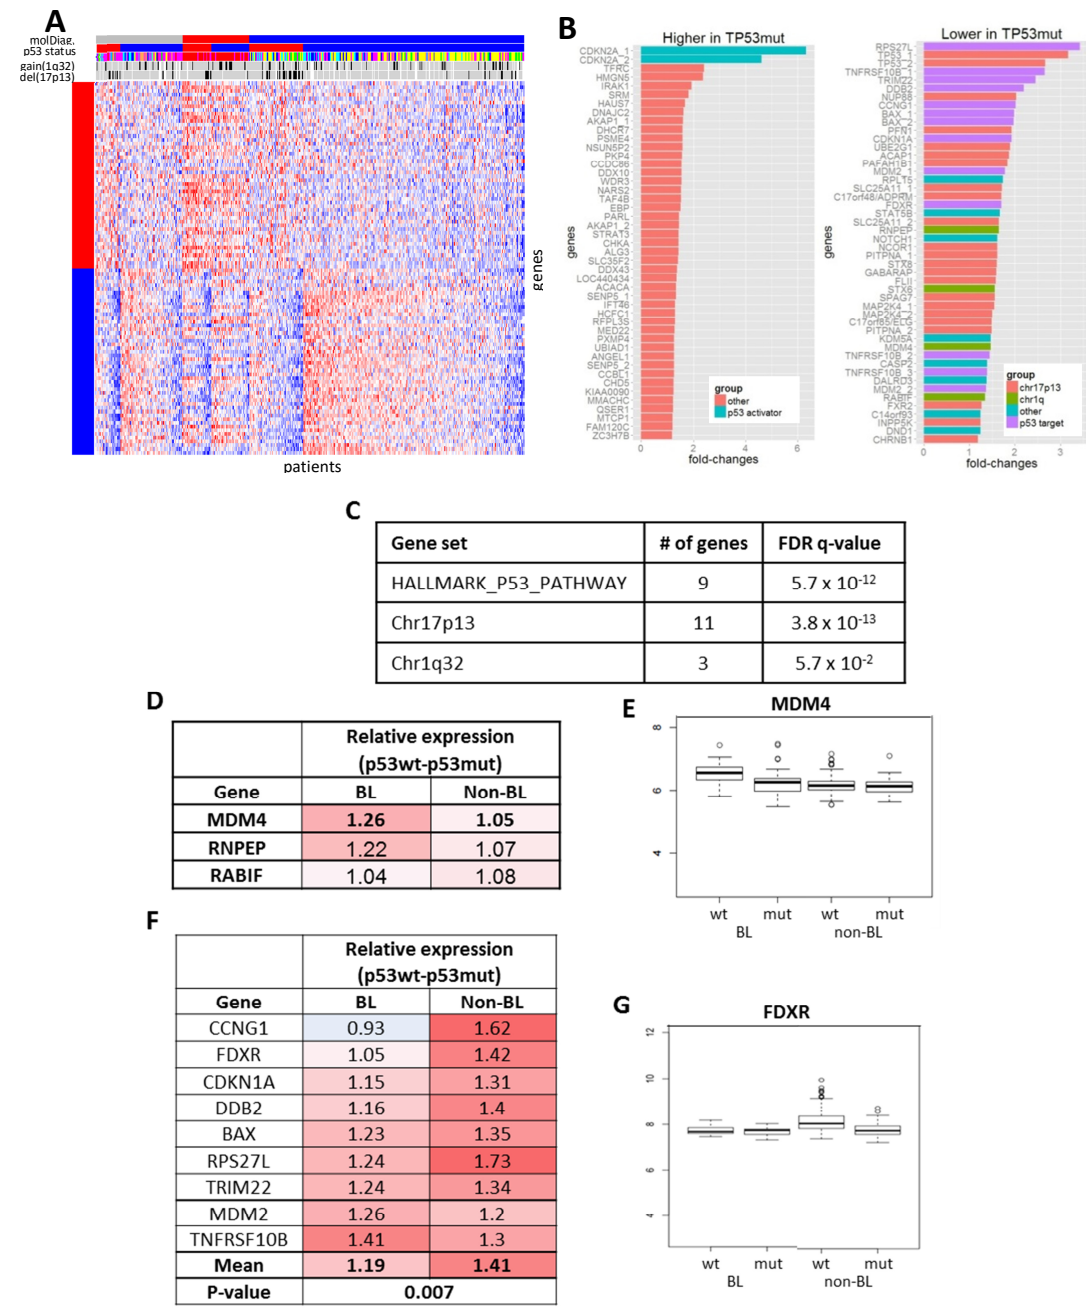 A
molDiag.
p53 status
gain(1q32)
del(17p13)
genes
patients
B
Higher in TP53mut
CDKN2A_1
CDKN2A_2
TFRC
HMGN5
IRAK1
SRM
HAUS7
DNAJC2
AKAP1_1
DHCR7
PSME4
NSUN5P2
PKP4
CCDC86
DDX10
WDR3
NARS2
TAF4B
EBP
PARL
AKAP1_2
STRAT3
CHKA
ALG3
SLC35F2
DDX43
LOC440434
ACACA
SENP5_1
IFT46
HCFC1
RFPL3S
MED22
PXMP4
UBIAD1
ANGEL1
SENP5_2
CCBL1
CHD5
KIAA0090
MMACHC
QSER1
MTCP1
FAM120C
ZC3H7B
genes
0 2 4 6
fold-changes
group
other
p53 activator
Lower in TP53mut
RPS27L
TP53_1
TP53_2
TNFRSF10B_1
TRIM22
DDB2
NUP88
CCNG1
BAX_1
BAX_2
PFN1
CDKN1A
UBE2G1
ACAP1
PAFAH1B1
MDM2_1
RPLT5
SLC25A11_1
C17orf48/ADPRM
FDXR
STAT5B
SLC25A11_2
RNPEP
NOTCH1
NCOR1
PITPNA_1
STX8
GABARAP
FLII
STX6
SPAG7
MAP2K4_1
MAP2K4_2
C17orf85/ELG
PITPNA_2
KDM5A
MDM4
TNFRSF10B_2
CASP2
TNFRSF10B_3
DALRD3
MDM2_2
RABIF
FXR2
C14orf93
INPP5K
DND1
CHRNB1
genes
0 1 2 3
fold-changes
group
chr17p13
chr1q
other
p53 target
C
Gene set # of genes FDR q-value
HALLMARK_P53_PATHWAY 9 5.7 x 10-12
Chr17p13 11 3.8 x 10-13
Chr1q32 3 5.7 x 10-2
D
Relative expression
(p53wt-p53mut)
Gene BL Non-BL
MDM4 1.26 1.05
RNPEP 1.22 1.07
RABIF 1.04 1.08
E
MDM4
8
6
4
wt mut wt mut
BL non-BL
F
Relative expression
(p53wt-p53mut)
Gene BL Non-BL
CCNG1 0.93 1.62
FDXR 1.05 1.42
CDKN1A 1.15 1.31
DDB2 1.16 1.4
BAX 1.23 1.35
RPS27L 1.24 1.73
TRIM22 1.24 1.34
MDM2 1.26 1.2
TNFRSF10B 1.41 1.3
Mean 1.19 1.41
P-value 0.007
G
FDXR
12
10
8
6
4
wt mut wt mut
BL non-BL